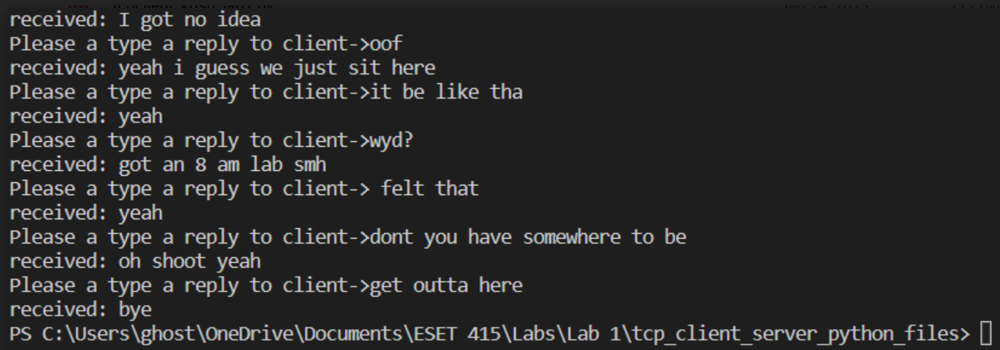 received: I got no idea
Please a type a reply to client->oof
received: yeah i guess we just sit here
Please a type a reply to client->it be like tha
received: yeah
Please a type a reply to client->wyd?
received: got an 8 am lab smh
Please a type a reply to client-> felt that
received: yeah
Please a type a reply to client->dont you have somewhere to be
received: oh shoot yeah
Please a type a reply to client->get outta here
received: bye
PS C:\Users\ghost\OneDrive\Documents\ESET 415\Labs\Lab 1\tcp_client_server_python_files>